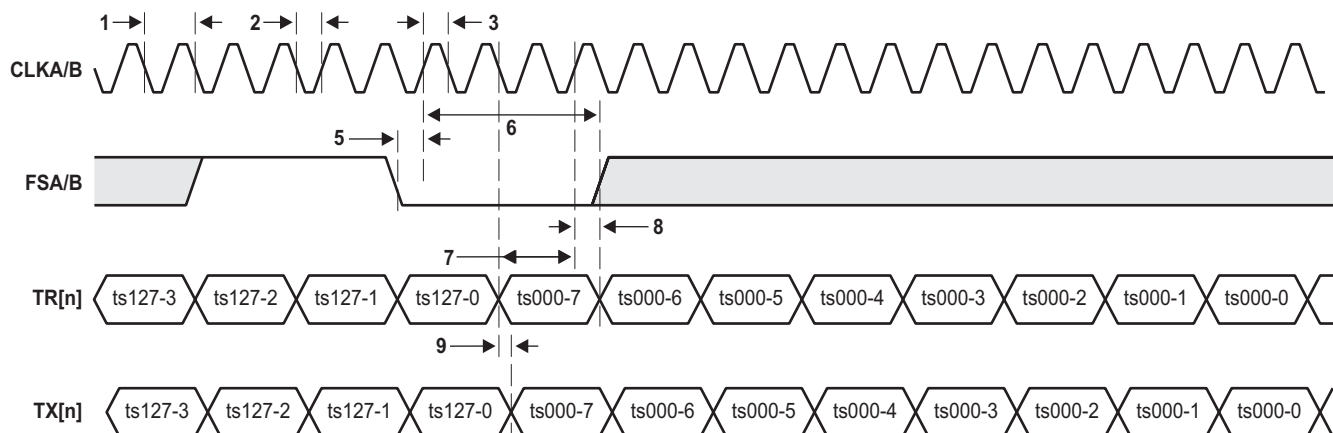 1 2 3
CLKA/B
6
5
FSA/B
8
7
TR[n] ts127-3 ts127-2 ts127-1 ts127-0 ts000-7 ts000-6 ts000-5 ts000-4 ts000-3 ts000-2 ts000-1 ts000-0
9
TX[n] ts127-3 ts127-2 ts127-1 ts127-0 ts000-7 ts000-6 ts000-5 ts000-4 ts000-3 ts000-2 ts000-1 ts000-0